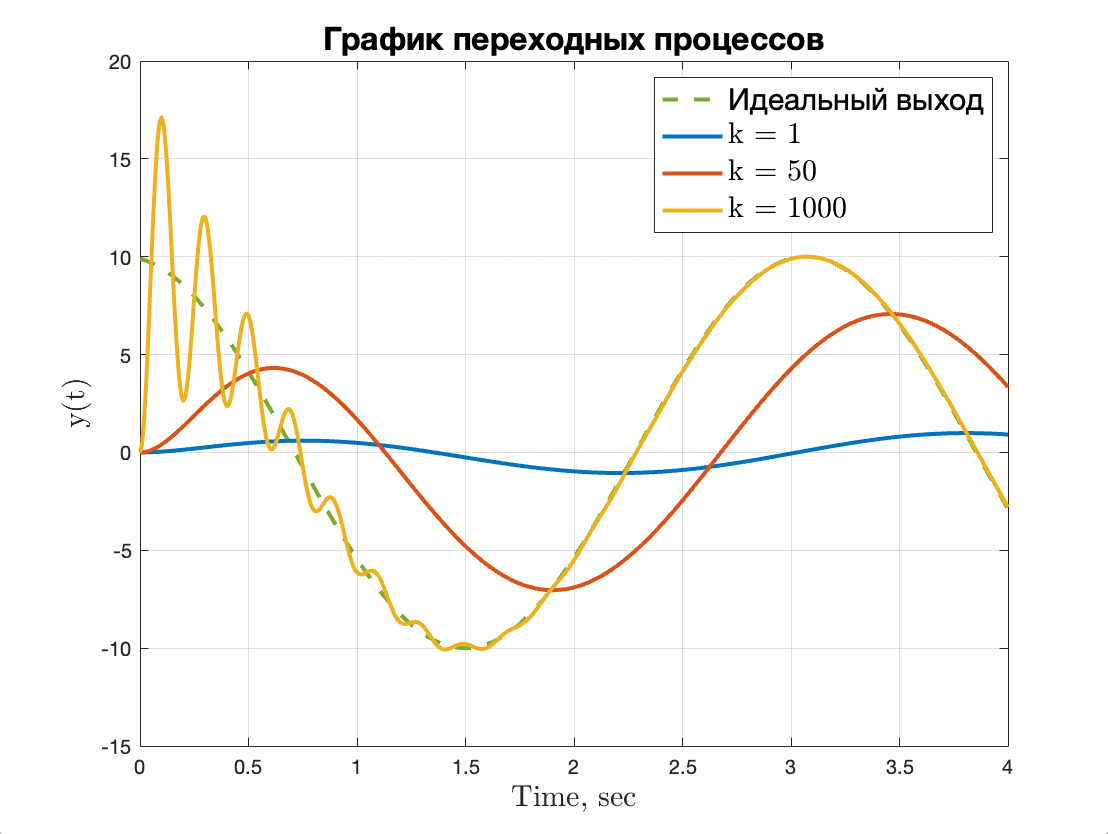 График переходных процессов
Идеальный выход
k = 1
k = 50
k = 1000
20
15
10
5
0
-5
-10
-15
y(t)
0 0.5 1 1.5 2 2.5 3 3.5 4
Time, sec